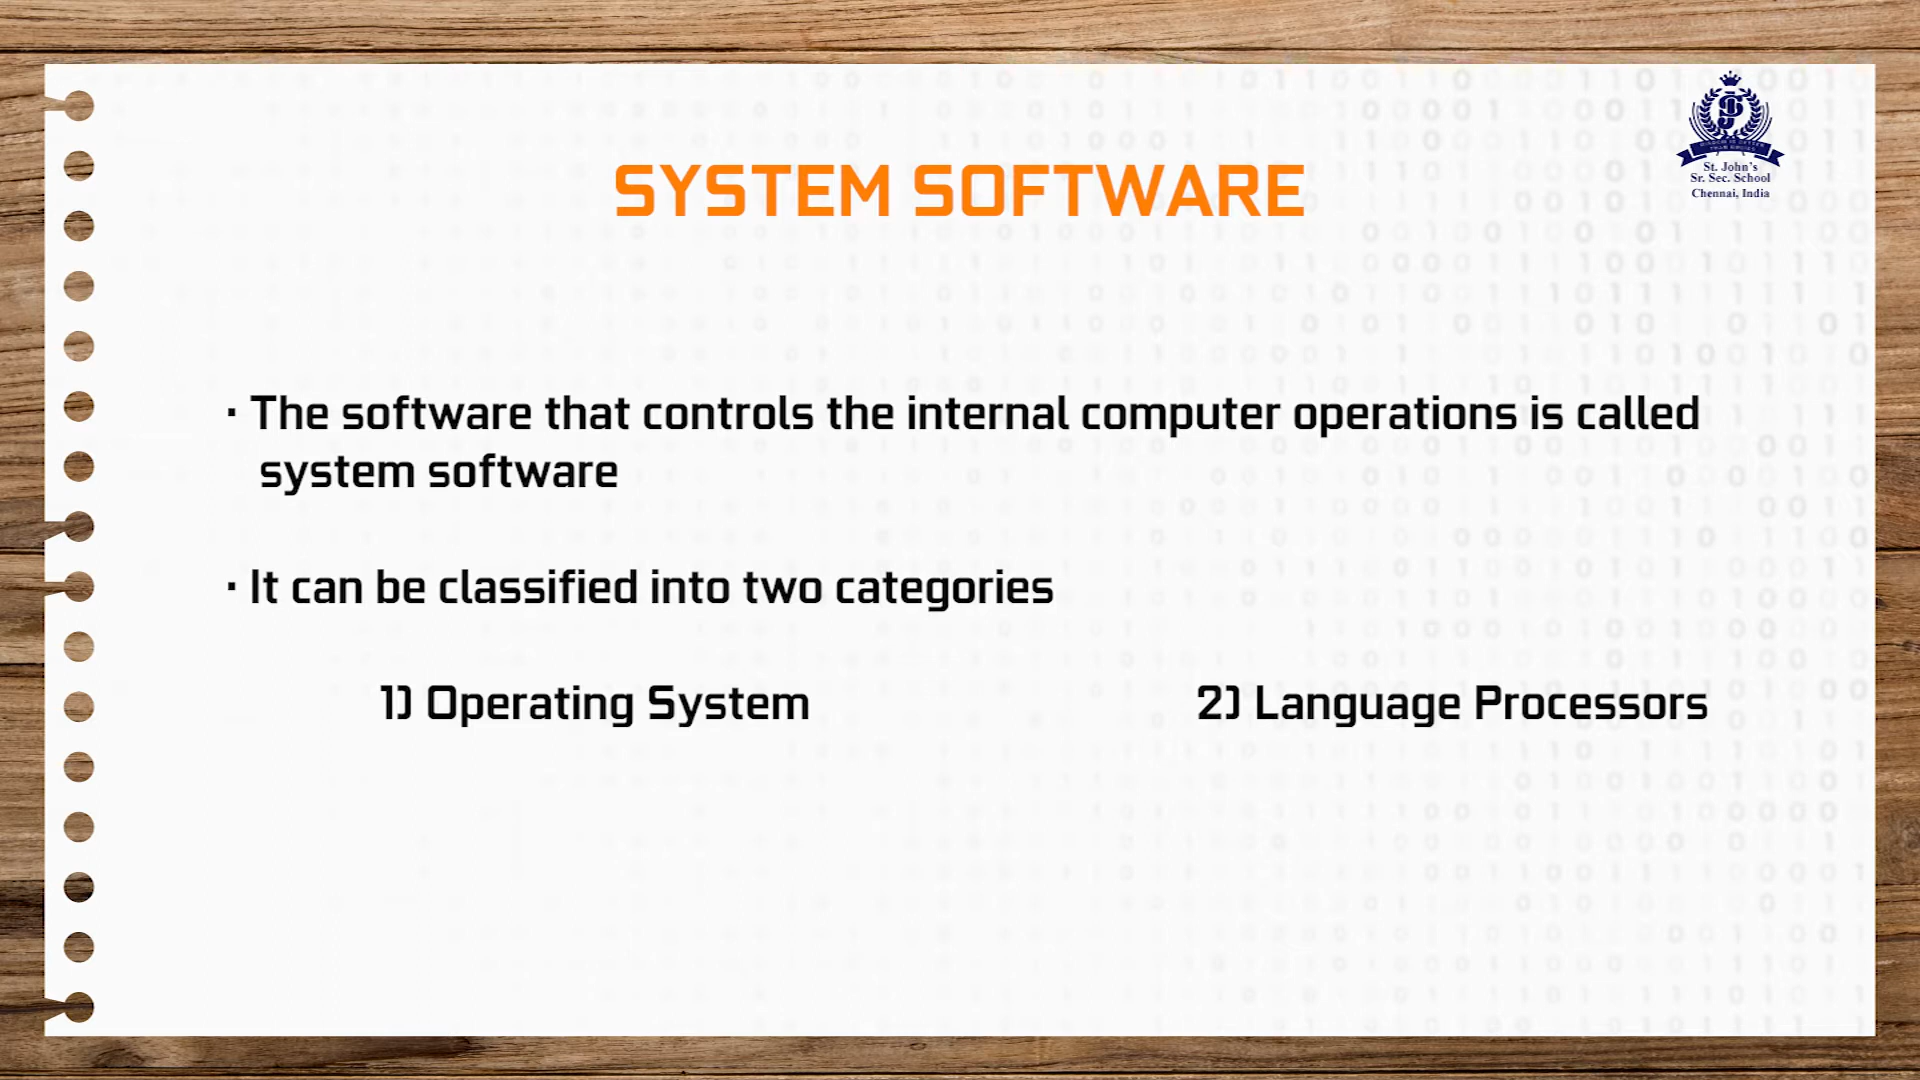 St. John's
Sr. Sec. School
Chennai, India
SYSTEM SOFTWARE
· The software that controls the internal computer operations is called
system software
· It can be classified into two categories
1) Operating System 2) Language Processors